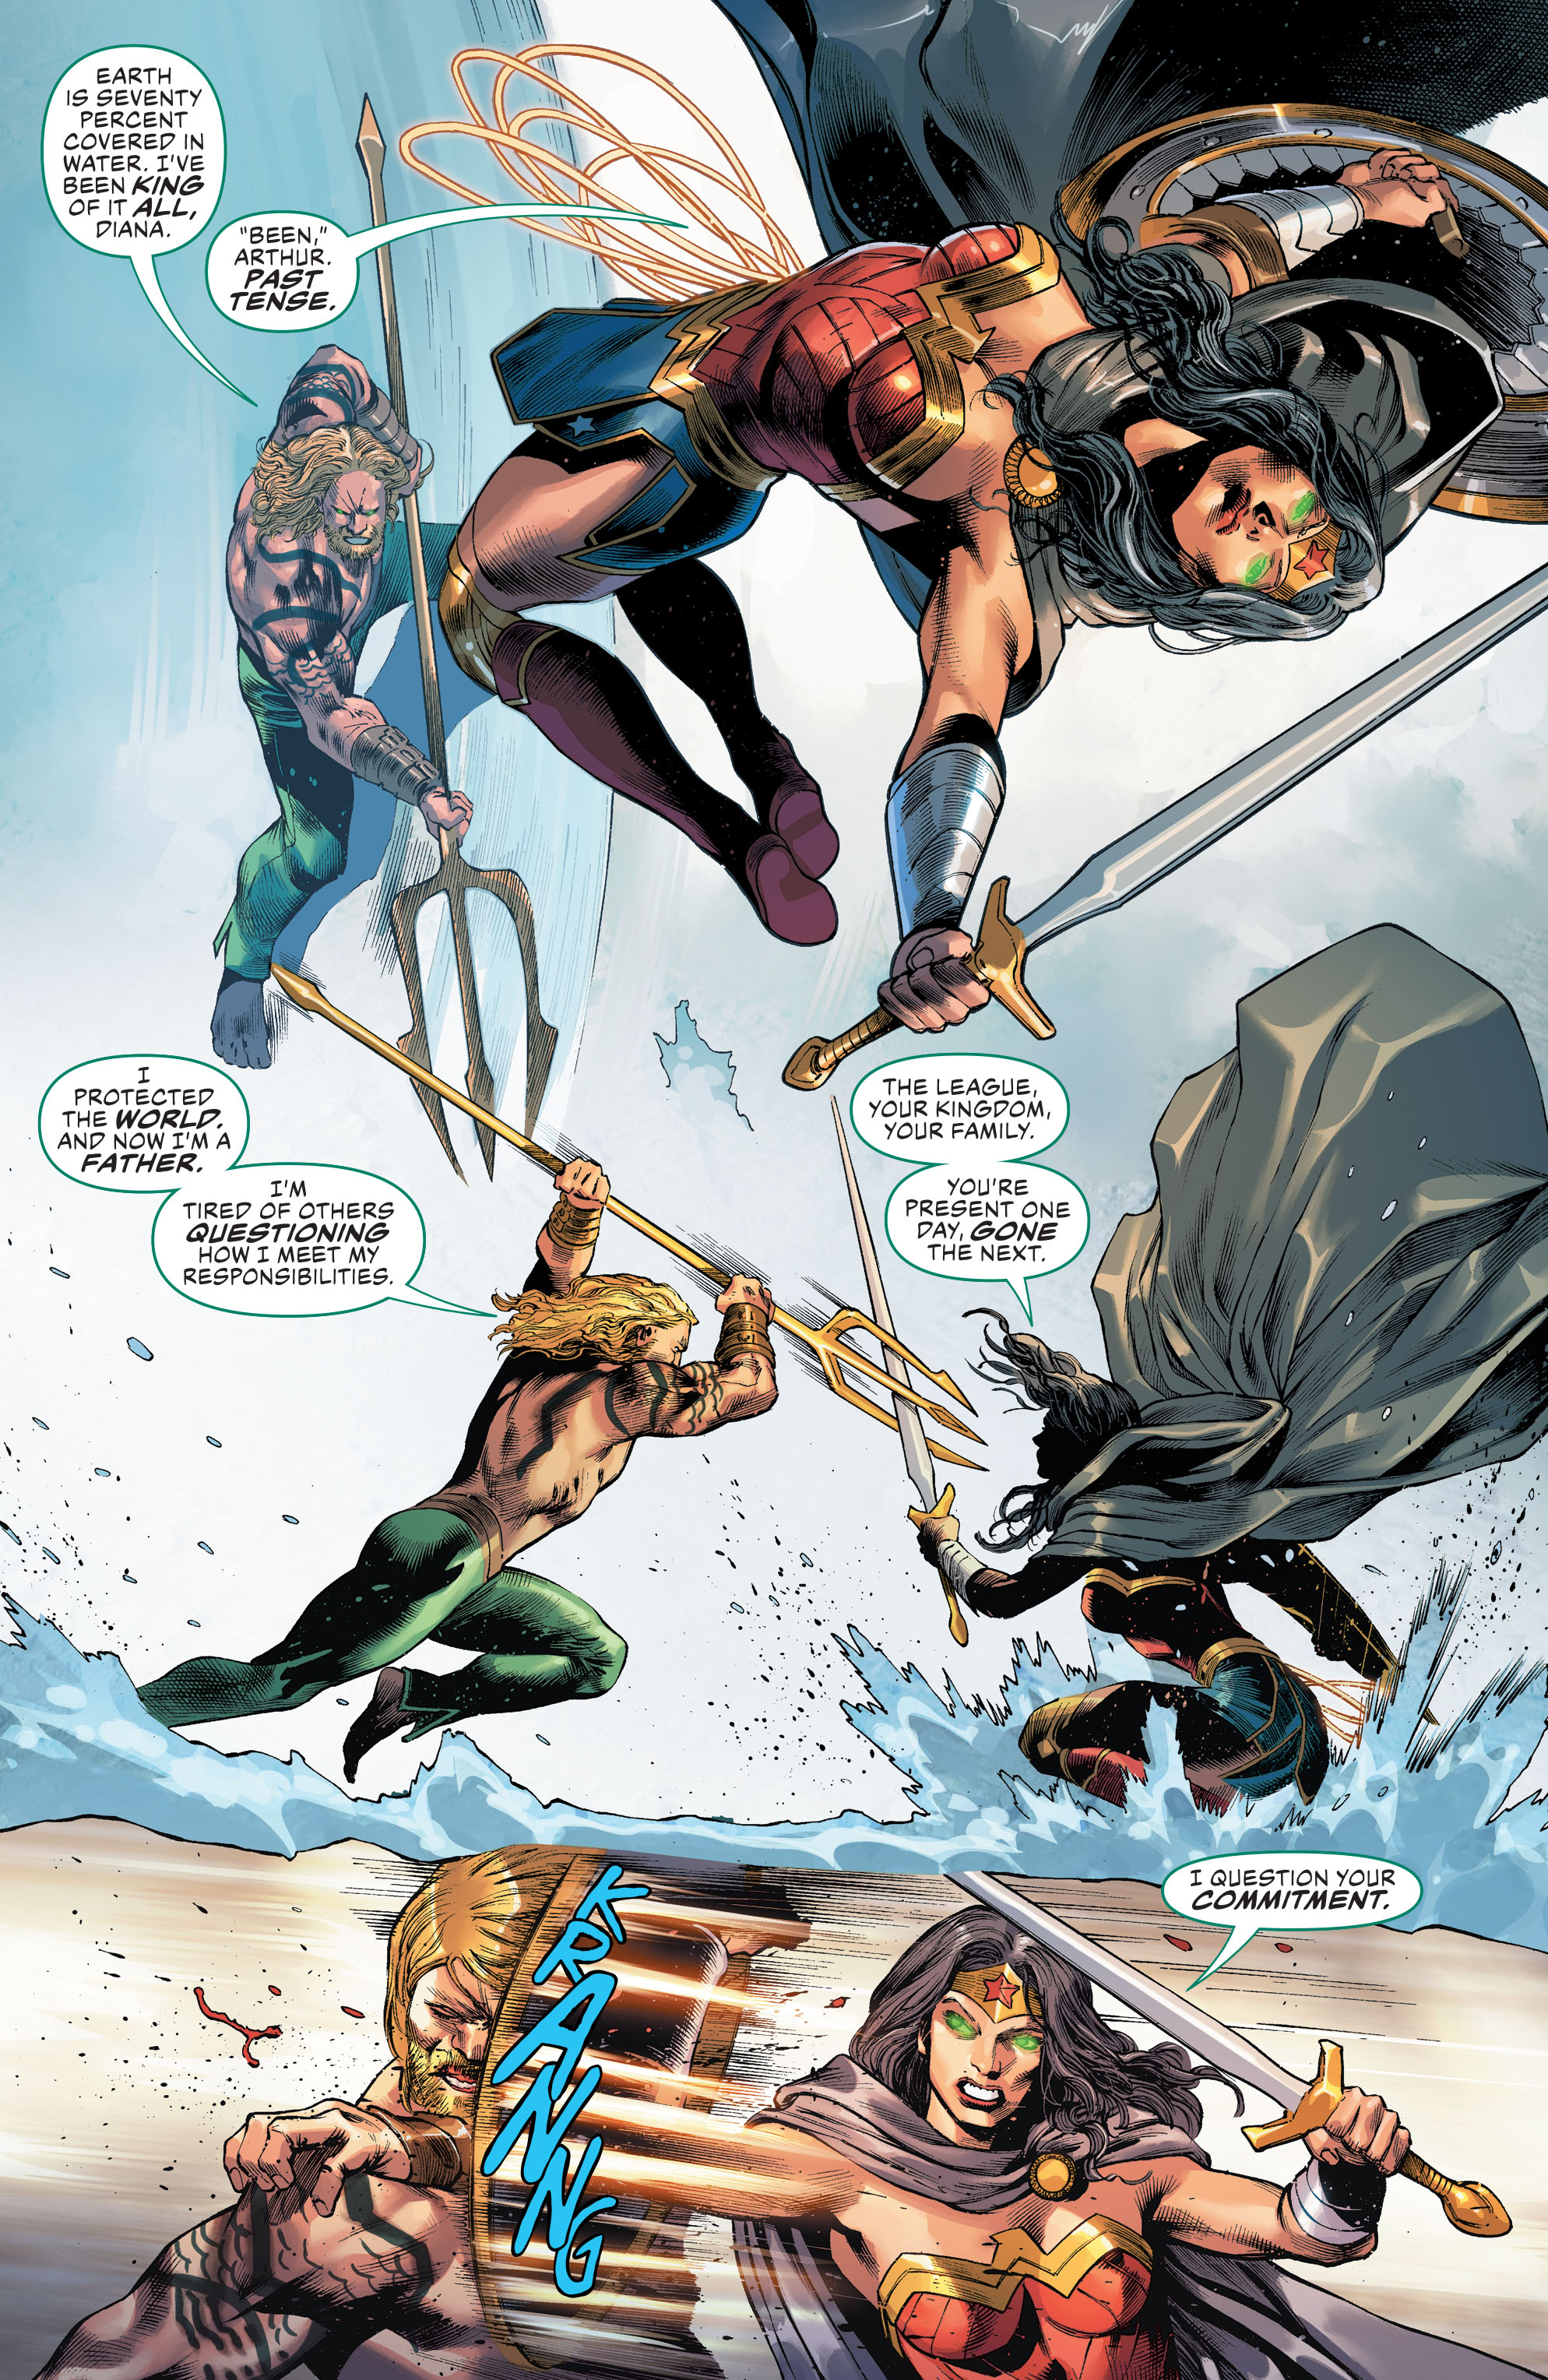 EARTH
IS SEVENTY
PERCENT
COVERED IN
WATER. I'VE
BEEN KING
OF IT ALL,
DIANA.
"BEEN,"
ARTHUR.
PAST
TENSE.
I
PROTECTED
THE WORLD.
AND NOW I'M A
FATHER.
I'M
TIRED OF OTHERS
QUESTIONING
HOW I MEET MY
RESPONSIBILITIES.
THE LEAGUE,
YOUR KINGDOM,
YOUR FAMILY.
YOU'RE
PRESENT ONE
DAY, GONE
THE NEXT.
I QUESTION YOUR
COMMITMENT.
KRANNG